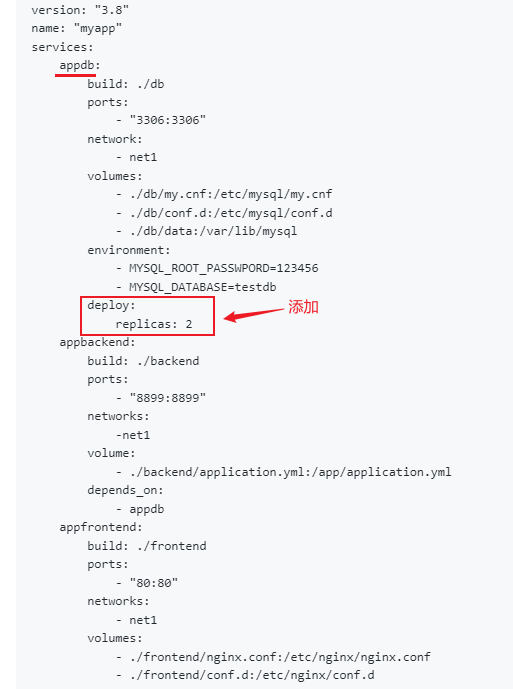 version: "3.8"
name: "myapp"
services:
    appdb:
        build: ./db
        ports:
            - "3306:3306"
        network:
            - net1
        volumes:
            - ./db/my.cnf:/etc/mysql/my.cnf
            - ./db/conf.d:/etc/mysql/conf.d
            - ./db/data:/var/lib/mysql
        environment:
            - MYSQL_ROOT_PASSWPORD=123456
            - MYSQL_DATABASE=testdb
        deploy:
            replicas: 2
添加
    appbackend:
        build: ./backend
        ports:
            - "8899:8899"
        networks:
            -net1
        volume:
            - ./backend/application.yml:/app/application.yml
        depends_on:
            - appdb
    appfrontend:
        build: ./frontend
        ports:
            - "80:80"
        networks:
            - net1
        volumes:
            - ./frontend/nginx.conf:/etc/nginx/nginx.conf
            - ./frontend/conf.d:/etc/nginx/conf.d